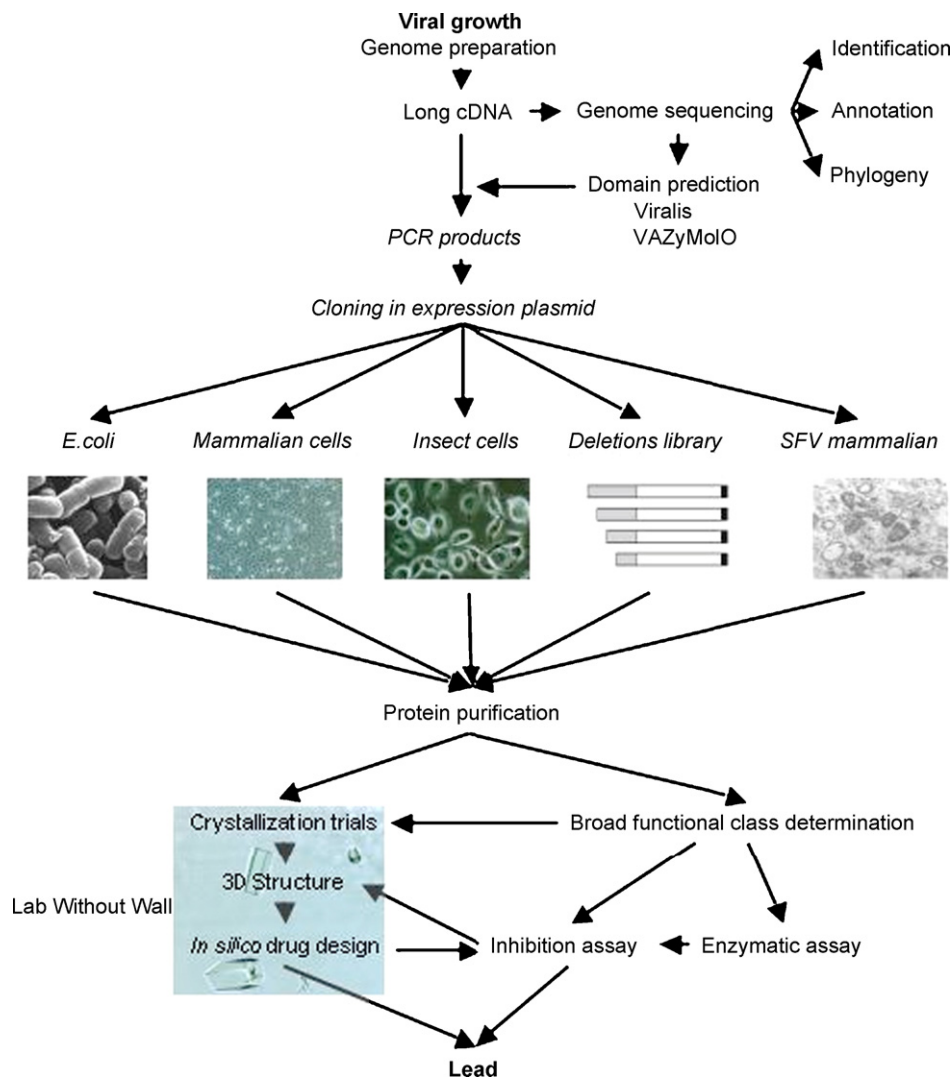 Viral growth
Genome preparation
Identification
Long cDNA
Genome sequencing
Annotation
Phylogeny
Domain prediction
Viralis
VAZyMolO
PCR products
Cloning in expression plasmid
E.coli
Mammalian cells
Insect cells
Deletions library
SFV mammalian
Protein purification
Crystallization trials
Broad functional class determination
3D Structure
Lab Without Wall
In silico drug design
Inhibition assay
Enzymatic assay
Lead